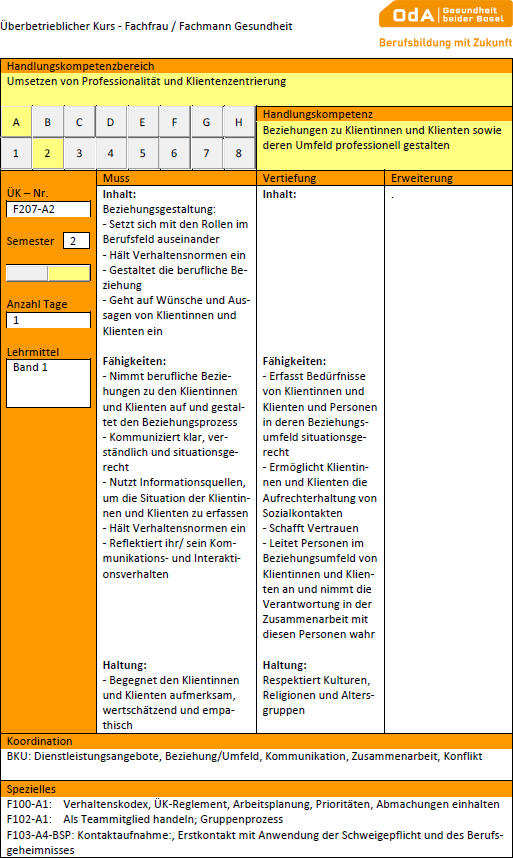 OdA Gesundheit
beider Basel
Berufsbildung mit Zukunft
Überbetrieblicher Kurs - Fachfrau / Fachmann Gesundheit
Handlungskompetenzbereich
Umsetzen von Professionalität und Klientenzentrierung
A B C D E F G H
1 2 3 4 5 6 7 8
Handlungskompetenz
Beziehungen zu Klientinnen und Klienten sowie
deren Umfeld professionell gestalten
ÜK – Nr.
F207-A2
Semester 2
Anzahl Tage
1
Lehrmittel
Band 1
Muss
Inhalt:
Beziehungsgestaltung:
- Setzt sich mit den Rollen im
Berufsfeld auseinander
- Hält Verhaltensnormen ein
- Gestaltet die berufliche Be-
ziehung
- Geht auf Wünsche und Aus-
sagen von Klientinnen und
Klienten ein
Fähigkeiten:
- Nimmt berufliche Bezie-
hungen zu den Klientinnen
und Klienten auf und gestal-
tet den Beziehungsprozess
- Kommuniziert klar, ver-
ständlich und situationsge-
recht
- Nutzt Informationsquellen,
um die Situation der Klientin-
nen und Klienten zu erfassen
- Hält Verhaltensnormen ein
- Reflektiert ihr/ sein Kom-
munikations- und Interakti-
onsverhalten
Haltung:
- Begegnet den Klientinnen
und Klienten aufmerksam,
wertschätzend und empa-
thisch
Vertiefung
Inhalt:
Fähigkeiten:
- Erfasst Bedürfnisse
von Klientinnen und
Klienten und Personen
in deren Beziehungs-
umfeld situationsge-
recht
- Ermöglicht Klientin-
nen und Klienten die
Aufrechterhaltung von
Sozialkontakten
- Schafft Vertrauen
- Leitet Personen im
Beziehungsumfeld von
Klientinnen und Klien-
ten an und nimmt die
Verantwortung in der
Zusammenarbeit mit
diesen Personen wahr
Haltung:
Respektiert Kulturen,
Religionen und Alters-
gruppen
Erweiterung
.
Koordination
BKU: Dienstleistungsangebote, Beziehung/Umfeld, Kommunikation, Zusammenarbeit, Konflikt
Spezielles
F100-A1: Verhaltenskodex, ÜK-Reglement, Arbeitsplanung, Prioritäten, Abmachungen einhalten
F102-A1: Als Teammitglied handeln; Gruppenprozess
F103-A4-BSP: Kontaktaufnahme:, Erstkontakt mit Anwendung der Schweigepflicht und des Berufs-
geheimnisses